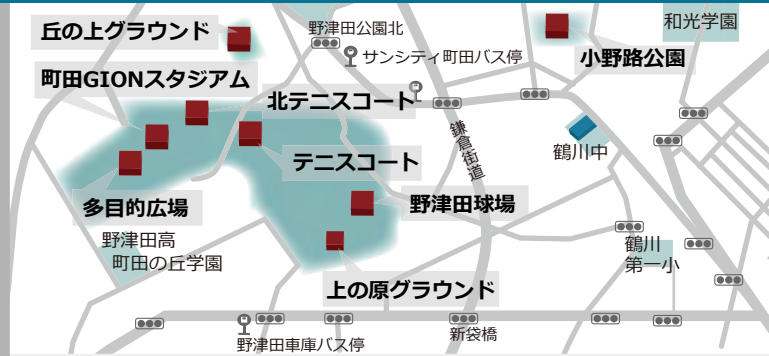 丘の上グラウンド
野津田公園北
サンシティ町田バス停
和光学園
小野路公園
町田GIONスタジアム
北テニスコート
鎌倉街道
鶴川中
テニスコート
多目的広場
野津田球場
野津田高
町田の丘学園
鶴川
第一小
上の原グラウンド
新袋橋
野津田車庫バス停